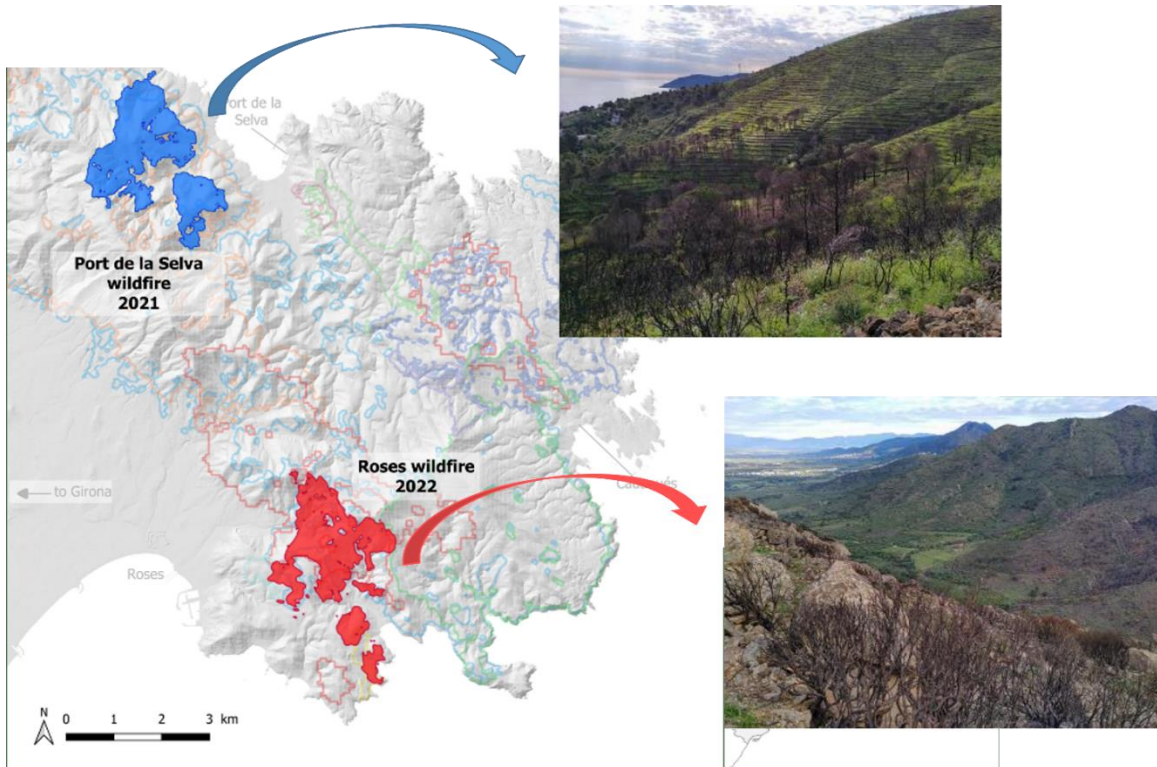 Port de la
Selva
Port de la Selva
wildfire
2021
Roses wildfire
2022
Cadaqués
to Girona
Roses
N
0 1 2 3 km